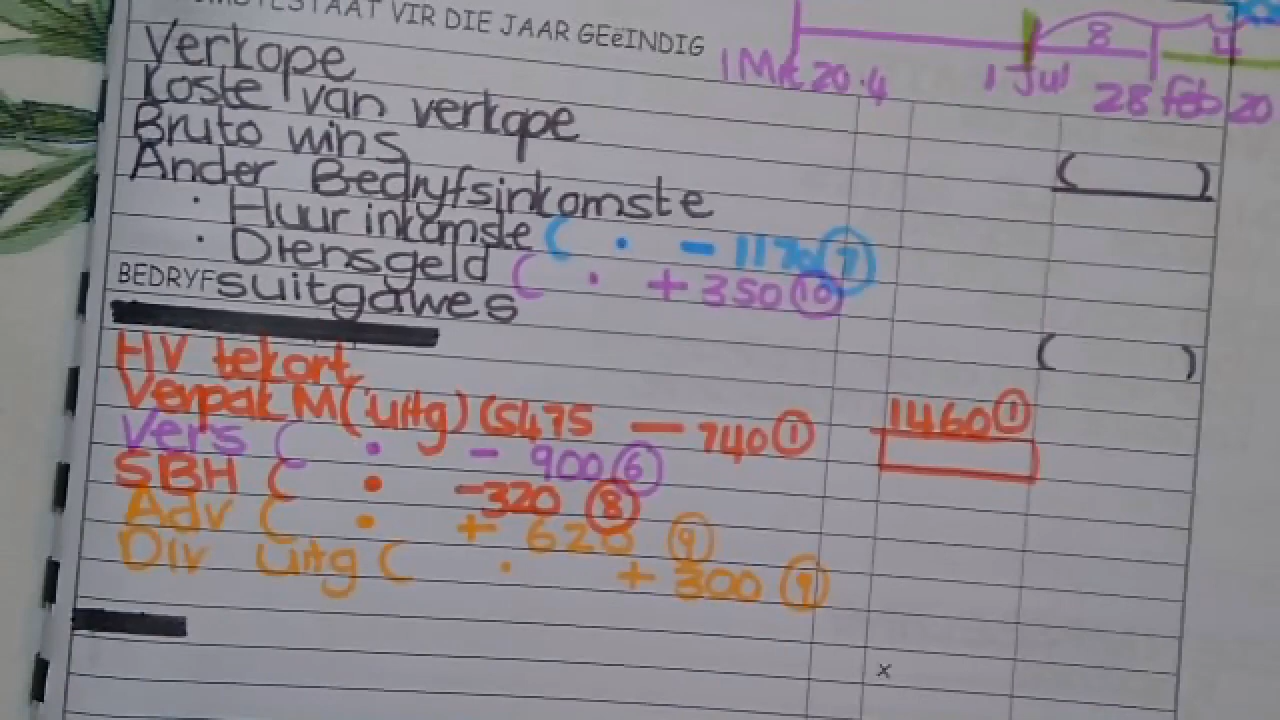 STAAT VIR DIE JAAR GEëINDIG
8
4
1 Mrt 20.4 1 Jul 28 Feb 20
Verkope
Koste van verkope
Bruto wins ( )
Ander Bedryfsinkomste
· Huur inkomste ( · - 1170 ⑦
· Diensgeld ( · + 350 ⑩
BEDRYFsuitgawes ( )
HV tekort 1460 ①
Verpak M (uitg) (5475 - 740 ①
Vers ( · - 900 ⑥
SBH ( · - 320 ⑧
Adv ( · + 620 ⑨
Div uitg ( · + 300 ⑨
x